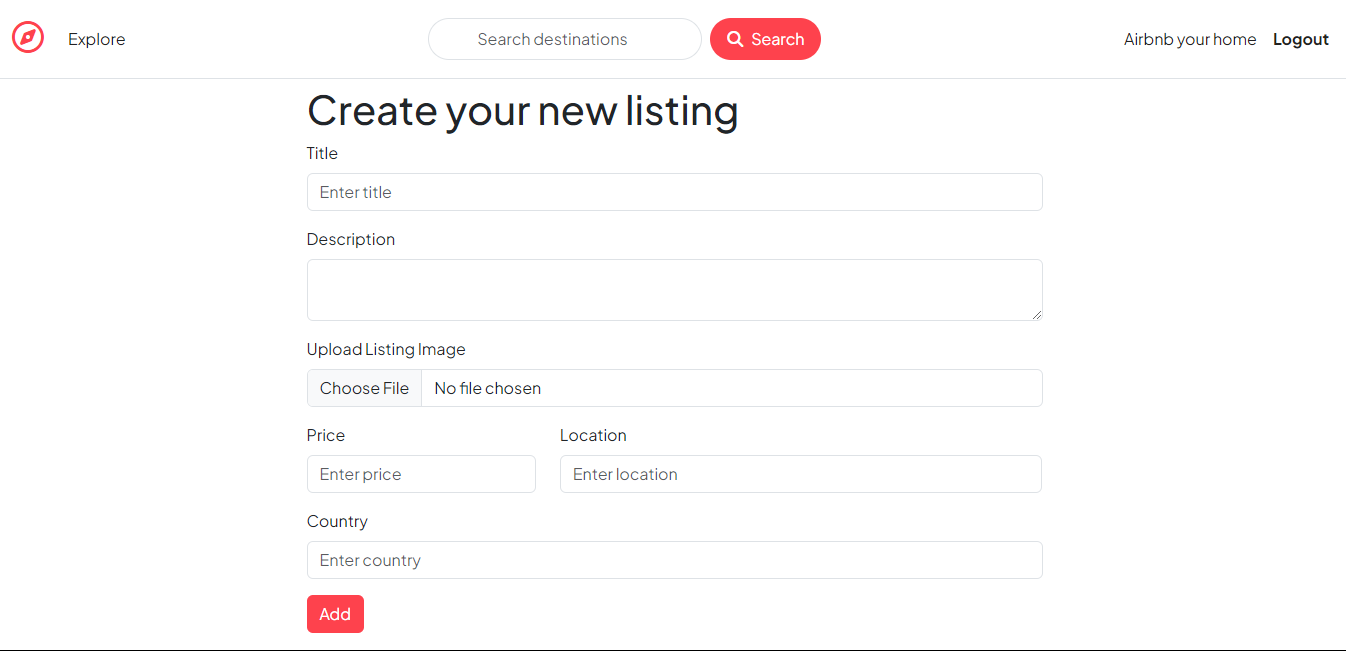 Explore
Search destinations
Search
Airbnb your home
Logout
Create your new listing
Title
Enter title
Description
Upload Listing Image
Choose File
No file chosen
Price
Location
Enter price
Enter location
Country
Enter country
Add